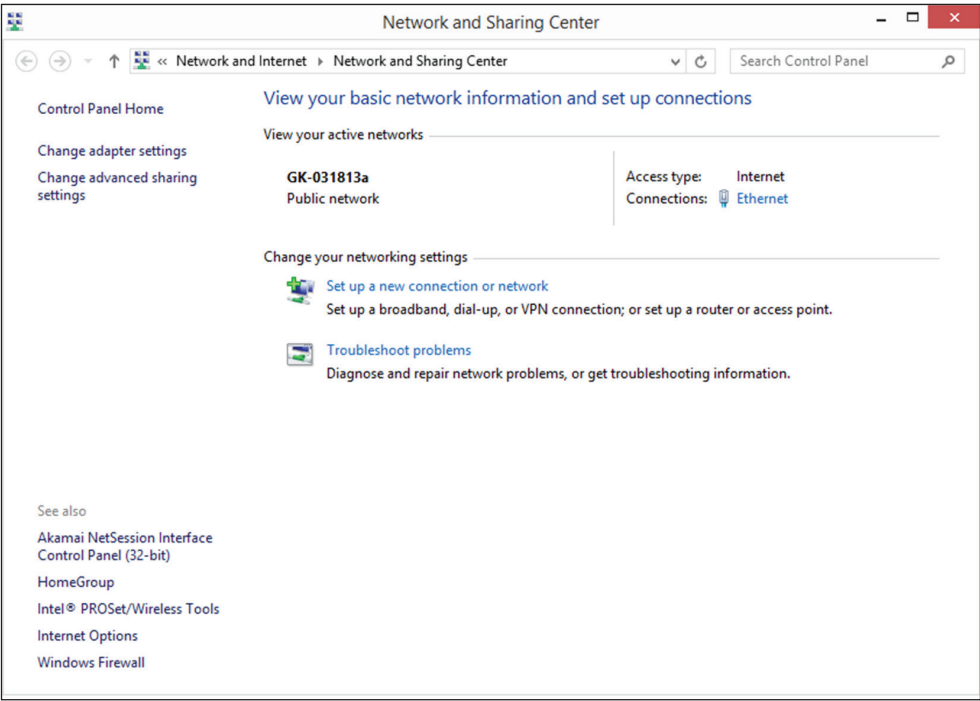 Network and Sharing Center
« Network and Internet ▸ Network and Sharing Center
Search Control Panel
Control Panel Home
Change adapter settings
Change advanced sharing
settings
View your basic network information and set up connections
View your active networks
GK-031813a
Public network
Access type: Internet
Connections: Ethernet
Change your networking settings
Set up a new connection or network
Set up a broadband, dial-up, or VPN connection; or set up a router or access point.
Troubleshoot problems
Diagnose and repair network problems, or get troubleshooting information.
See also
Akamai NetSession Interface
Control Panel (32-bit)
HomeGroup
Intel® PROSet/Wireless Tools
Internet Options
Windows Firewall